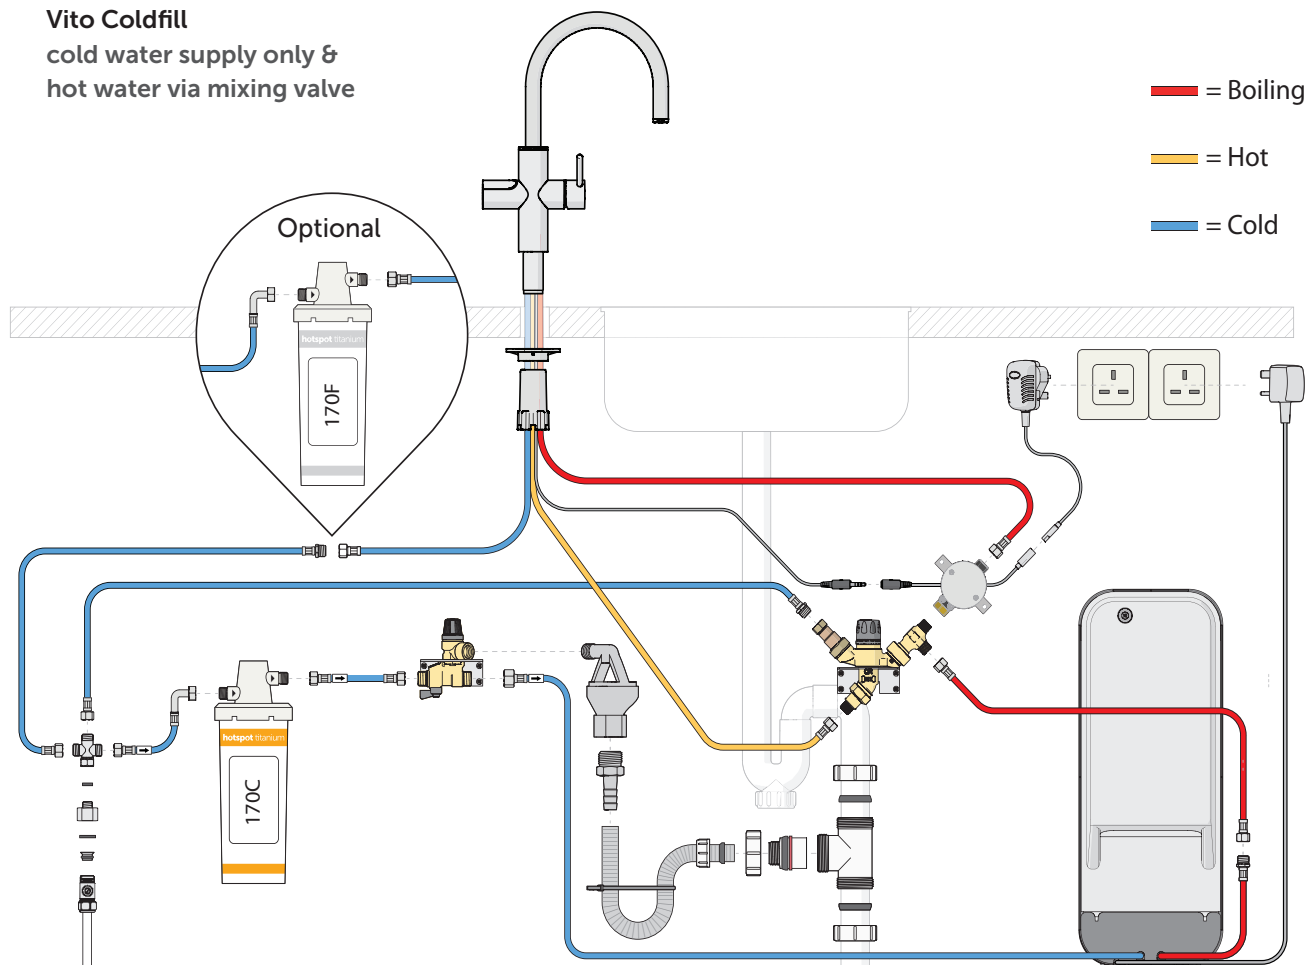 Vito Coldfill
cold water supply only &
hot water via mixing valve
= Boiling
= Hot
= Cold
Optional
hotspot titanium
170F
hotspot titanium
170C